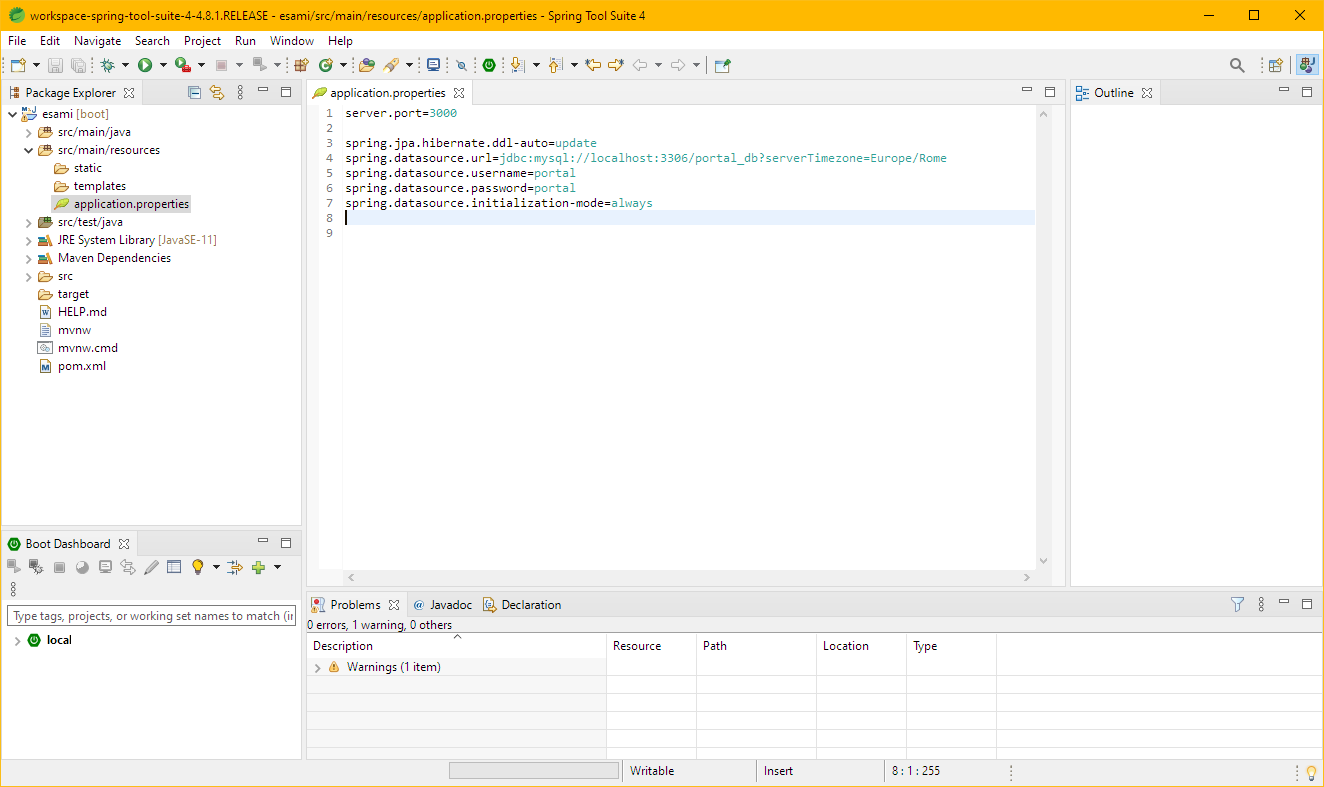 workspace-spring-tool-suite-4-4.8.1.RELEASE - esami/src/main/resources/application.properties - Spring Tool Suite 4
File Edit Navigate Search Project Run Window Help
Package Explorer
esami [boot]
src/main/java
src/main/resources
static
templates
application.properties
src/test/java
JRE System Library [JavaSE-11]
Maven Dependencies
src
target
HELP.md
mvnw
mvnw.cmd
pom.xml
application.properties
1 server.port=3000
2
3 spring.jpa.hibernate.ddl-auto=update
4 spring.datasource.url=jdbc:mysql://localhost:3306/portal_db?serverTimezone=Europe/Rome
5 spring.datasource.username=portal
6 spring.datasource.password=portal
7 spring.datasource.initialization-mode=always
8
9
Outline
Boot Dashboard
Type tags, projects, or working set names to match (i
local
Problems @ Javadoc Declaration
0 errors, 1 warning, 0 others
Description Resource Path Location Type
Warnings (1 item)
Writable Insert 8 : 1 : 255